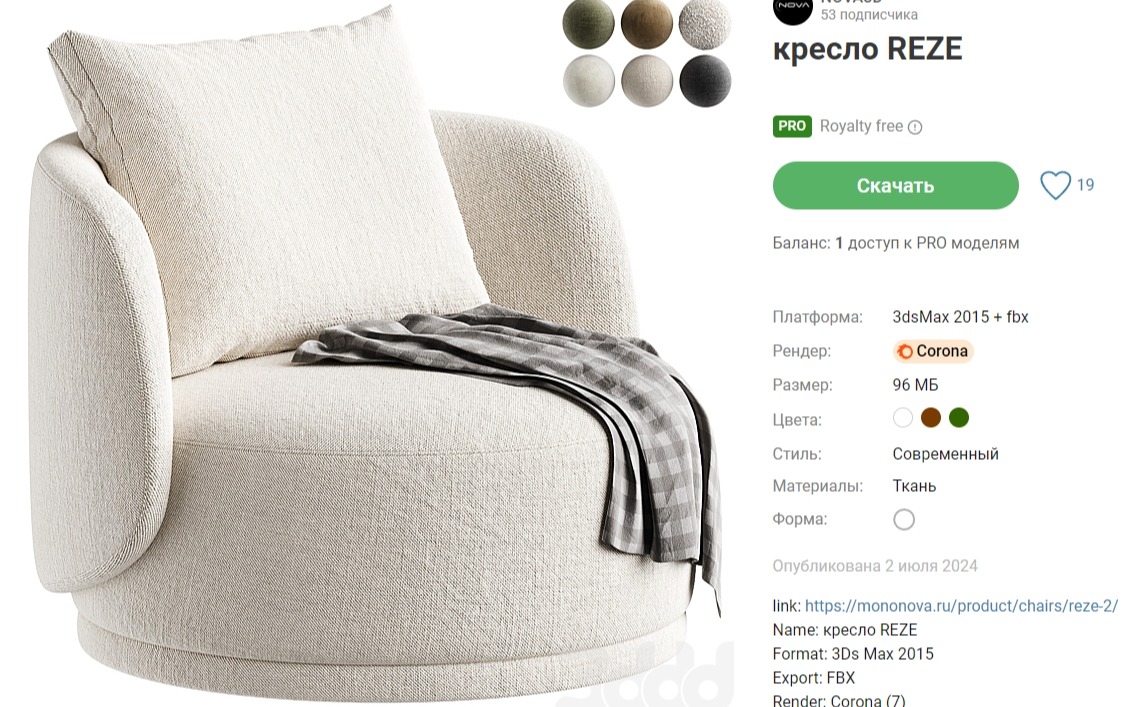 NOVA
NOVA3D
53 подписчика
кресло REZE
PRO Royalty free
Скачать
19
Баланс: 1 доступ к PRO моделям
Платформа: 3dsMax 2015 + fbx
Рендер: Corona
Размер: 96 МБ
Цвета:
Стиль: Современный
Материалы: Ткань
Форма:
Опубликована 2 июля 2024
link: https://mononova.ru/product/chairs/reze-2/
Name: кресло REZE
Format: 3Ds Max 2015
Export: FBX
Render: Corona (7)